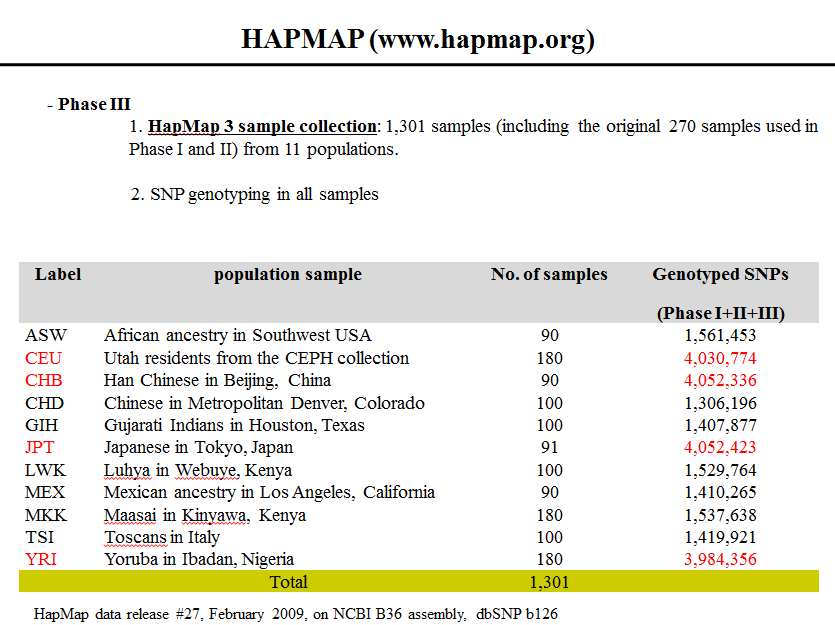 HAPMAP (www.hapmap.org)
- Phase III
1. HapMap 3 sample collection: 1,301 samples (including the original 270 samples used in
Phase I and II) from 11 populations.
2. SNP genotyping in all samples
Label population sample No. of samples Genotyped SNPs
(Phase I+II+III)
ASW African ancestry in Southwest USA 90 1,561,453
CEU Utah residents from the CEPH collection 180 4,030,774
CHB Han Chinese in Beijing, China 90 4,052,336
CHD Chinese in Metropolitan Denver, Colorado 100 1,306,196
GIH Gujarati Indians in Houston, Texas 100 1,407,877
JPT Japanese in Tokyo, Japan 91 4,052,423
LWK Luhya in Webuye, Kenya 100 1,529,764
MEX Mexican ancestry in Los Angeles, California 90 1,410,265
MKK Maasai in Kinyawa, Kenya 180 1,537,638
TSI Toscans in Italy 100 1,419,921
YRI Yoruba in Ibadan, Nigeria 180 3,984,356
Total 1,301
HapMap data release #27, February 2009, on NCBI B36 assembly, dbSNP b126